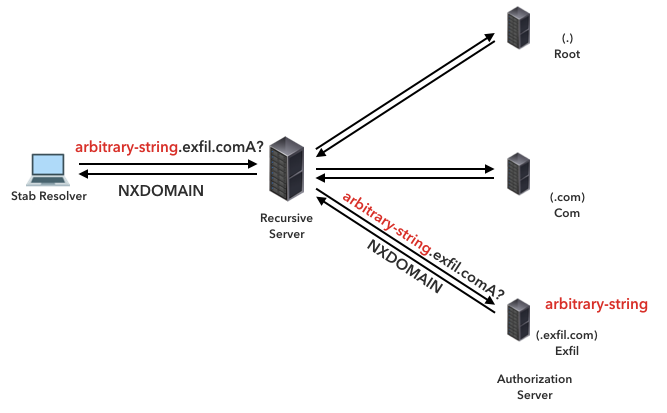 (.)
Root
arbitrary-string.exfil.comA?
NXDOMAIN
Stab Resolver
Recursive
Server
(.com)
Com
arbitrary-string.exfil.comA?
NXDOMAIN
arbitrary-string
(.exfil.com)
Exfil
Authorization
Server